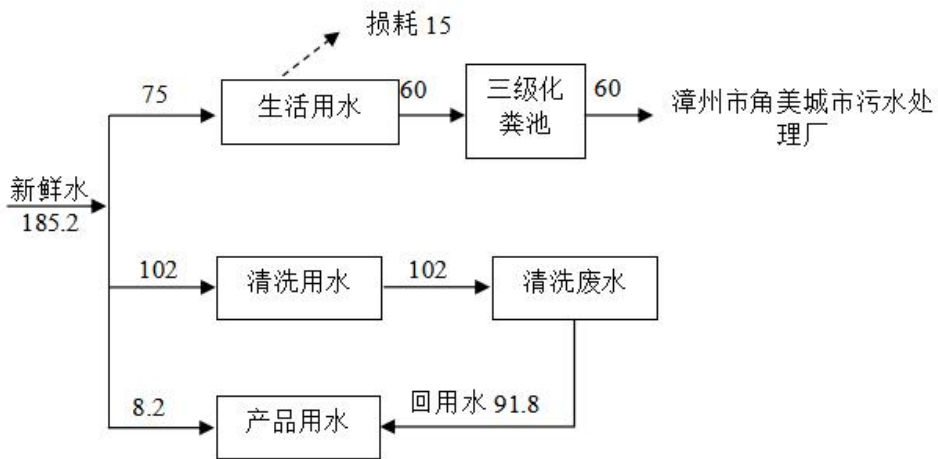 损耗 15
75
生活用水
60
三级化
粪池
60
漳州市角美城市污水处
理厂
新鲜水
185.2
102
清洗用水
102
清洗废水
8.2
产品用水
回用水 91.8